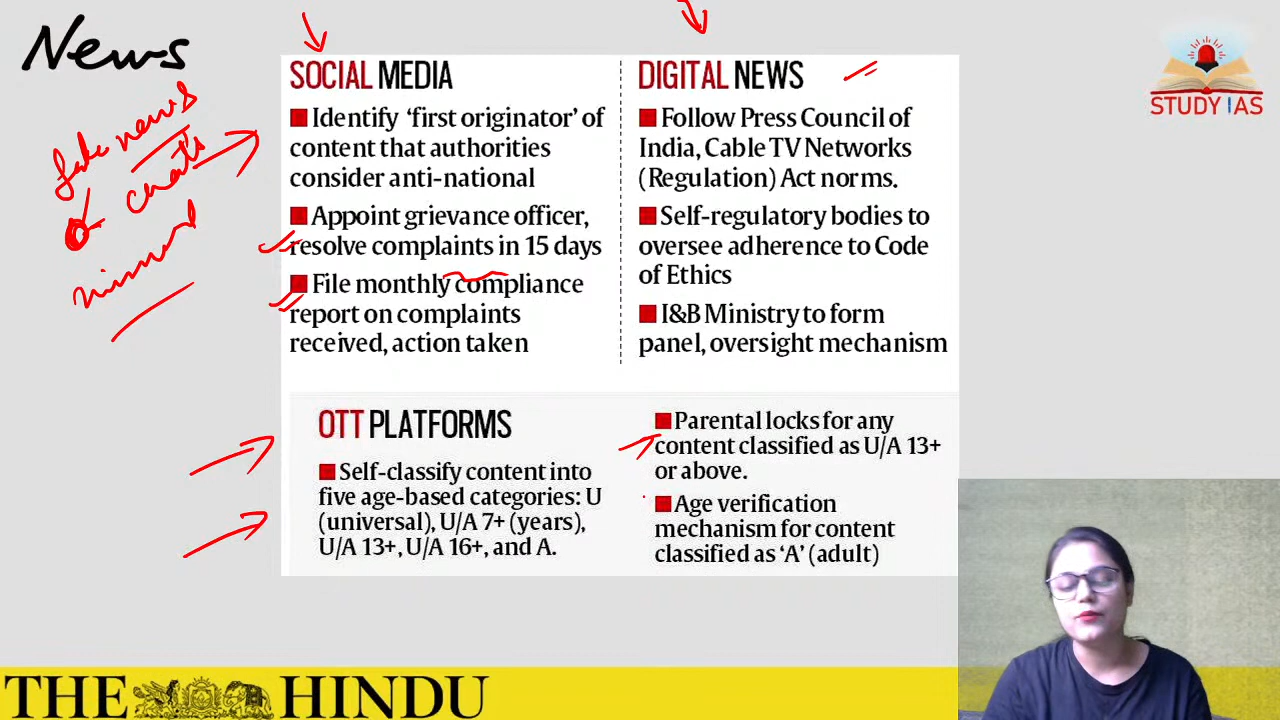 News
fake news
chats
STUDY IAS
SOCIAL MEDIA
■ Identify ‘first originator’ of
content that authorities
consider anti-national
■ Appoint grievance officer,
resolve complaints in 15 days
■ File monthly compliance
report on complaints
received, action taken
DIGITAL NEWS
■ Follow Press Council of
India, Cable TV Networks
(Regulation) Act norms.
■ Self-regulatory bodies to
oversee adherence to Code
of Ethics
■ I&B Ministry to form
panel, oversight mechanism
OTT PLATFORMS
■ Self-classify content into
five age-based categories: U
(universal), U/A 7+ (years),
U/A 13+, U/A 16+, and A.
■ Parental locks for any
content classified as U/A 13+
or above.
■ Age verification
mechanism for content
classified as ‘A’ (adult)
THE HINDU